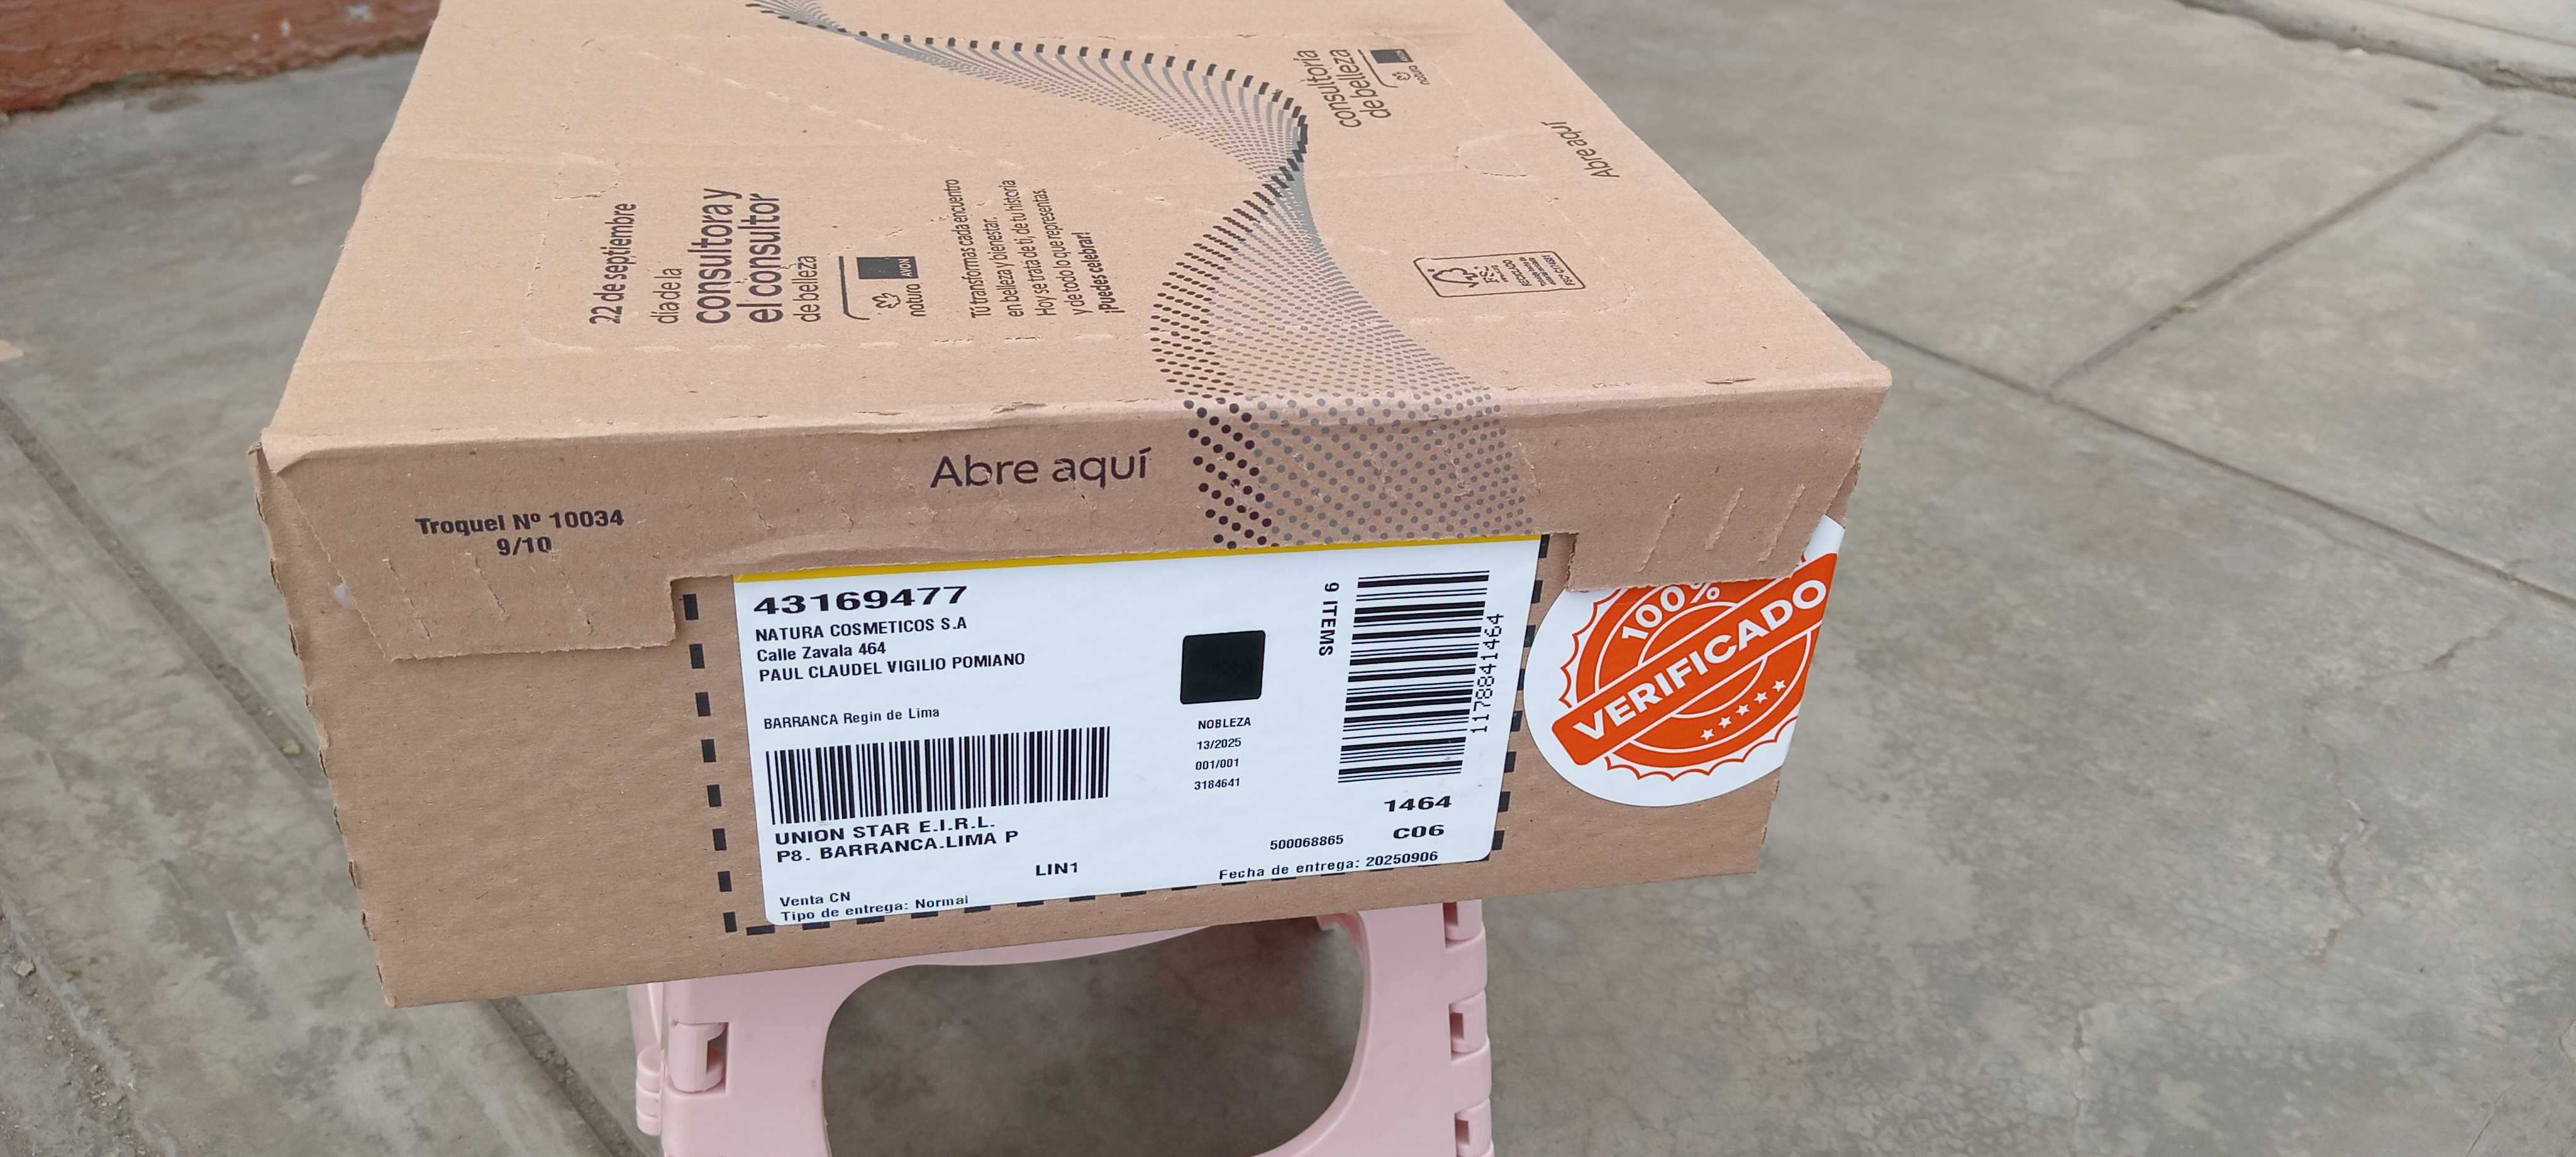 22 de septiembre
día de la
consultora y
el consultor
de belleza
natura
AVON
Tú transformas cada encuentro
en belleza y bienestar.
Hoy se trata de ti, de tu historia
y de todo lo que representas.
¡Puedes celebrar!
consultoría
de belleza
natura
Abre aquí
FSC
Abre aquí
Troquel Nº 10034
9/10
43169477
NATURA COSMETICOS S.A
Calle Zavala 464
PAUL CLAUDEL VIGILIO POMIANO
BARRANCA Regin de Lima
UNION STAR E.I.R.L.
P8. BARRANCA.LIMA P
LIN1
Venta CN
Tipo de entrega: Normal
NOBLEZA
13/2025
001/001
3184641
9 ITEMS
117884141464
1464
C06
500068865
Fecha de entrega: 20250906
100%
VERIFICADO